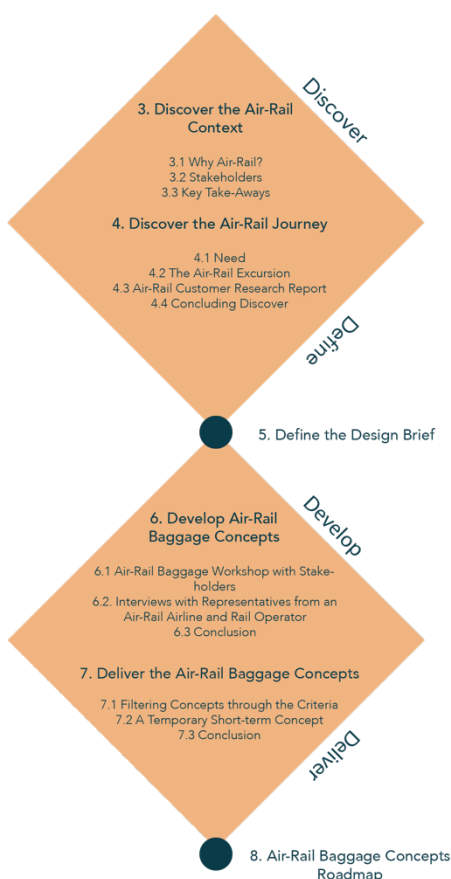 Discover
3. Discover the Air-Rail
Context
3.1 Why Air-Rail?
3.2 Stakeholders
3.3 Key Take-Aways
4. Discover the Air-Rail Journey
4.1 Need
4.2 The Air-Rail Excursion
4.3 Air-Rail Customer Research Report
4.4 Concluding Discover
Define
5. Define the Design Brief
Develop
6. Develop Air-Rail
Baggage Concepts
6.1 Air-Rail Baggage Workshop with Stake-
holders
6.2. Interviews with Representatives from an
Air-Rail Airline and Rail Operator
6.3 Conclusion
7. Deliver the Air-Rail Baggage Concepts
7.1 Filtering Concepts through the Criteria
7.2 A Temporary Short-term Concept
7.3 Conclusion
Deliver
8. Air-Rail Baggage Concepts
Roadmap